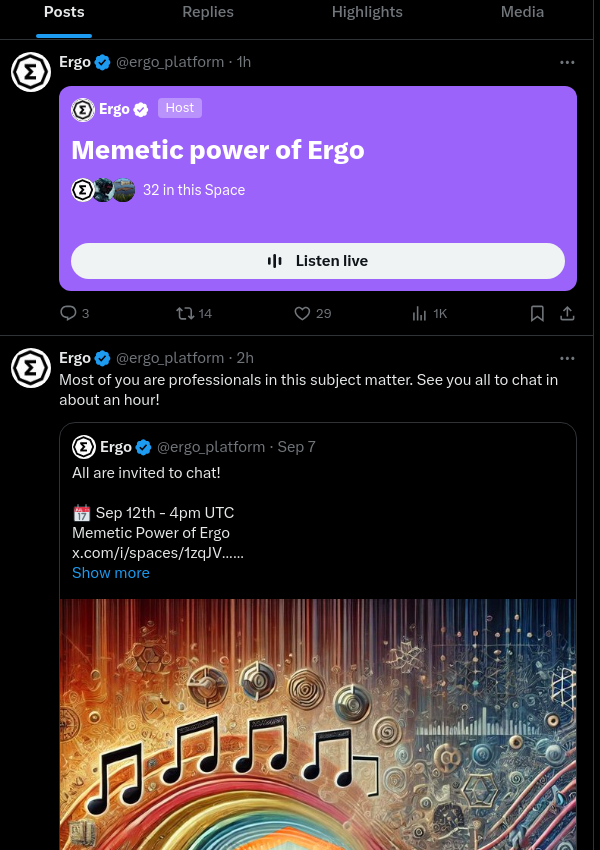 Posts Replies Highlights Media
Ergo @ergo_platform · 1h
Ergo Host
Memetic power of Ergo
32 in this Space
Listen live
3 14 29 1K
Ergo @ergo_platform · 2h
Most of you are professionals in this subject matter. See you all to chat in
about an hour!
Ergo @ergo_platform · Sep 7
All are invited to chat!
📅 Sep 12th - 4pm UTC
Memetic Power of Ergo
x.com/i/spaces/1zqJV……
Show more